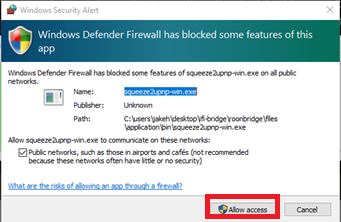 Windows Security Alert
Windows Defender Firewall has blocked some features of this
app
Windows Defender Firewall has blocked some features of squeeze2upnp-win.exe on all public
networks.
Name: squeeze2upnp-win.exe
Publisher: Unknown
Path: C:\users\jakeh\desktop\ifi-bridge\roonbridge\files
\application\bin\squeeze2upnp-win.exe
Allow squeeze2upnp-win.exe to communicate on these networks:
Public networks, such as those in airports and cafés (not recommended
because these networks often have little or no security)
What are the risks of allowing an app through a firewall?
Allow access
Cancel